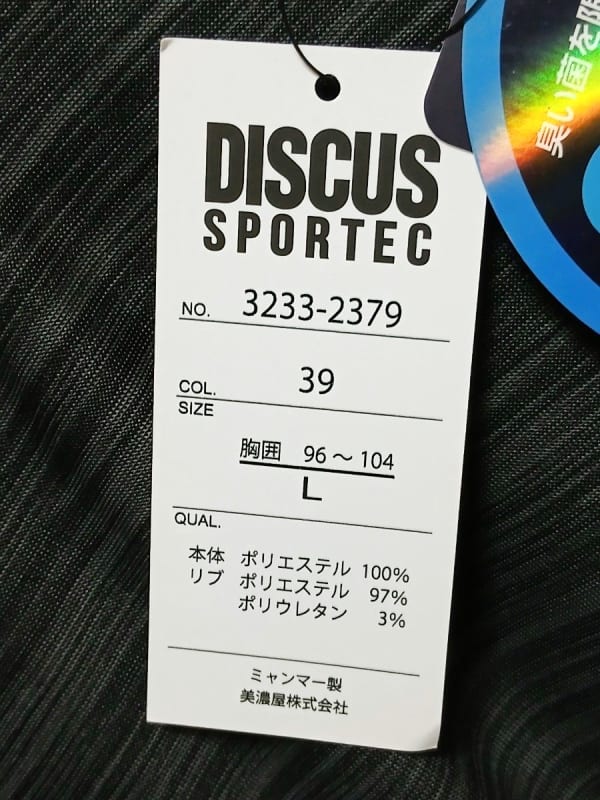 DISCUS
SPORTEC
NO. 3233-2379
COL. 39
SIZE
胸囲 96～104
L
QUAL.
本体 ポリエステル 100%
リブ ポリエステル 97%
ポリウレタン 3%
ミャンマー製
美濃屋株式会社
臭い菌を